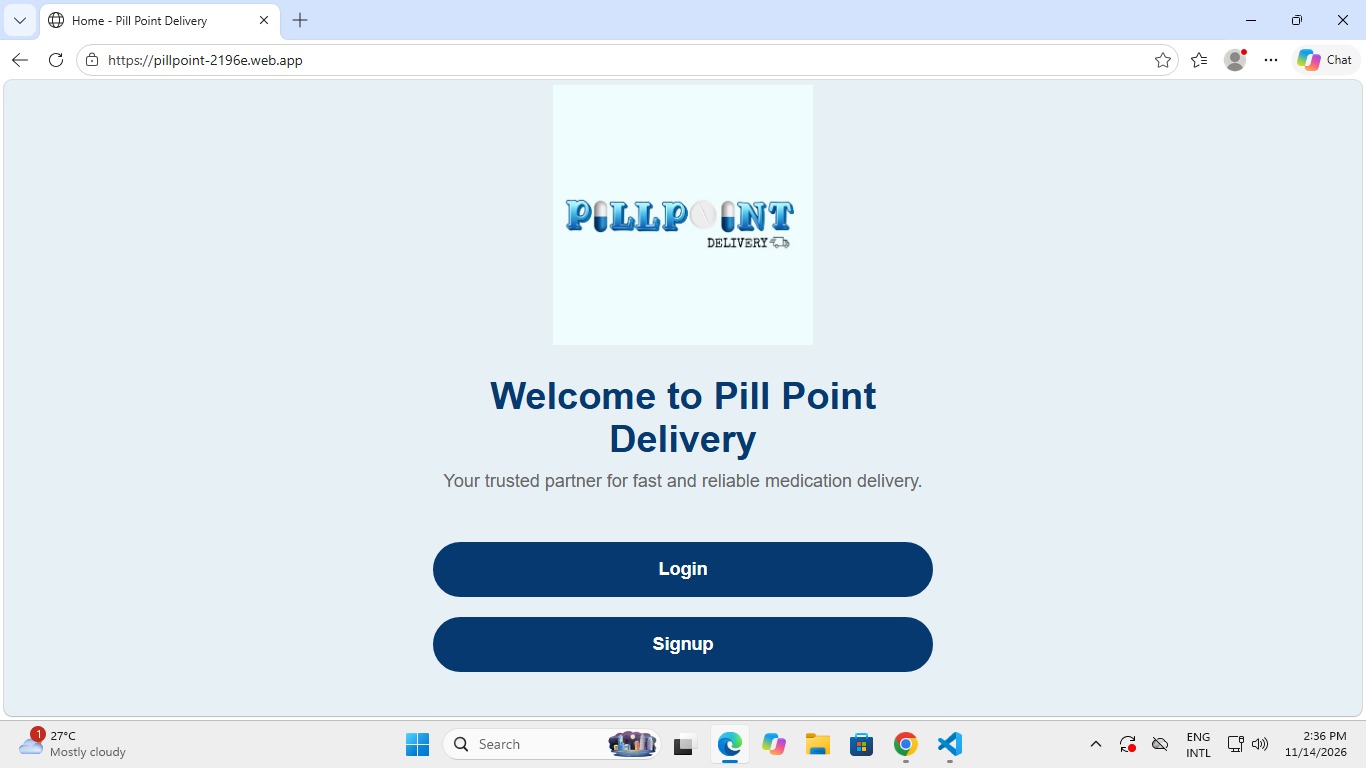 Home - Pill Point Delivery
https://pillpoint-2196e.web.app
Chat
PILLPOINT
DELIVERY
Welcome to Pill Point
Delivery
Your trusted partner for fast and reliable medication delivery.
Login
Signup
1
27°C
Mostly cloudy
Search
ENG
INTL
2:36 PM
11/14/2026